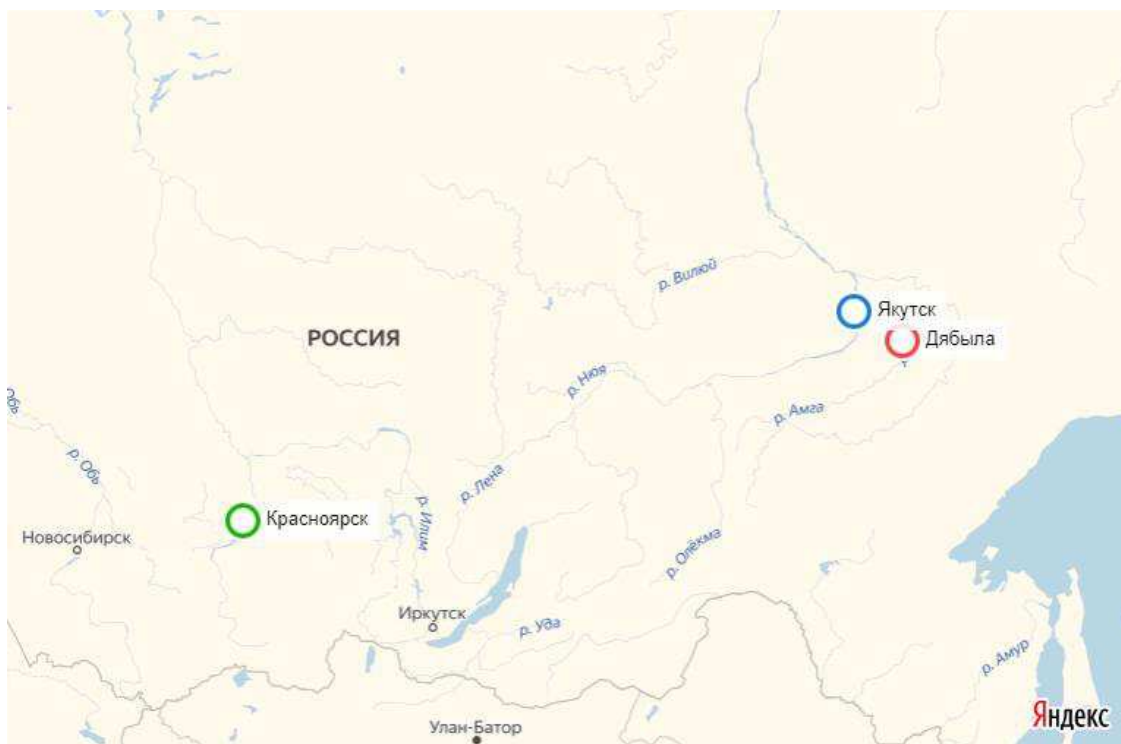 р. Вилюй
Якутск
РОССИЯ
Дябыла
р. Нюя
Обь
р. Амга
р. Обь
р. Лена
р. Илим
Красноярск
Новосибирск
р. Олёкма
Иркутск
р. Уда
р. Амур
Улан-Батор
Яндекс